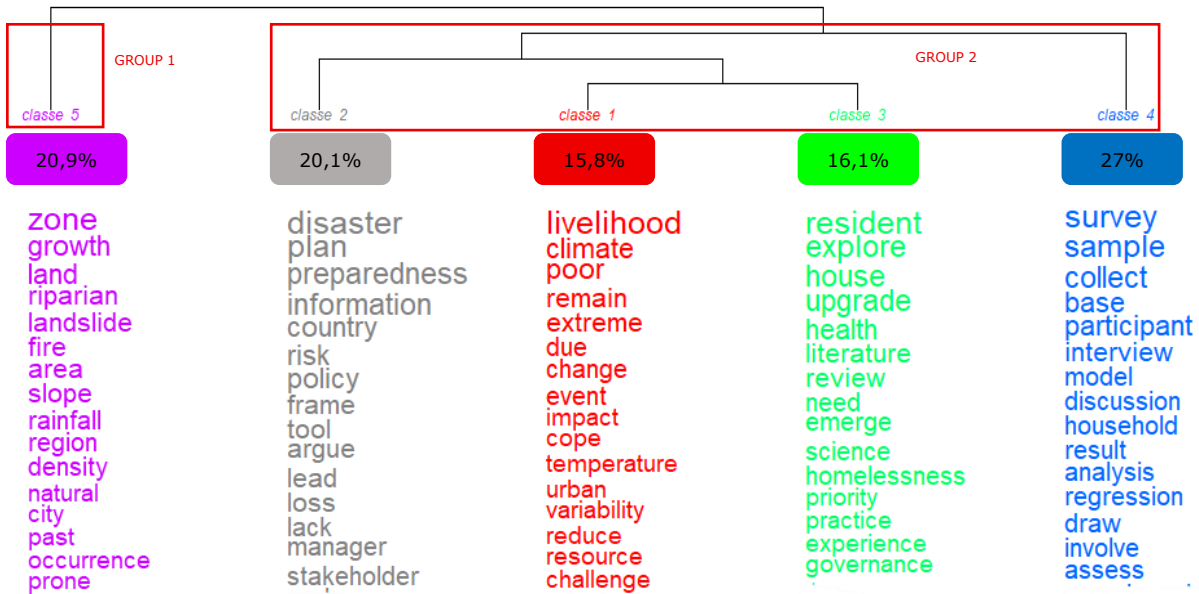 GROUP 1
GROUP 2
classe 5
classe 2
classe 1
classe 3
classe 4
20,9%
20,1%
15,8%
16,1%
27%
zone
growth
land
riparian
landslide
fire
area
slope
rainfall
region
density
natural
city
past
occurrence
prone
disaster
plan
preparedness
information
country
risk
policy
frame
tool
argue
lead
loss
lack
manager
stakeholder
livelihood
climate
poor
remain
extreme
due
change
event
impact
cope
temperature
urban
variability
reduce
resource
challenge
resident
explore
house
upgrade
health
literature
review
need
emerge
science
homelessness
priority
practice
experience
governance
survey
sample
collect
base
participant
interview
model
discussion
household
result
analysis
regression
draw
involve
assess